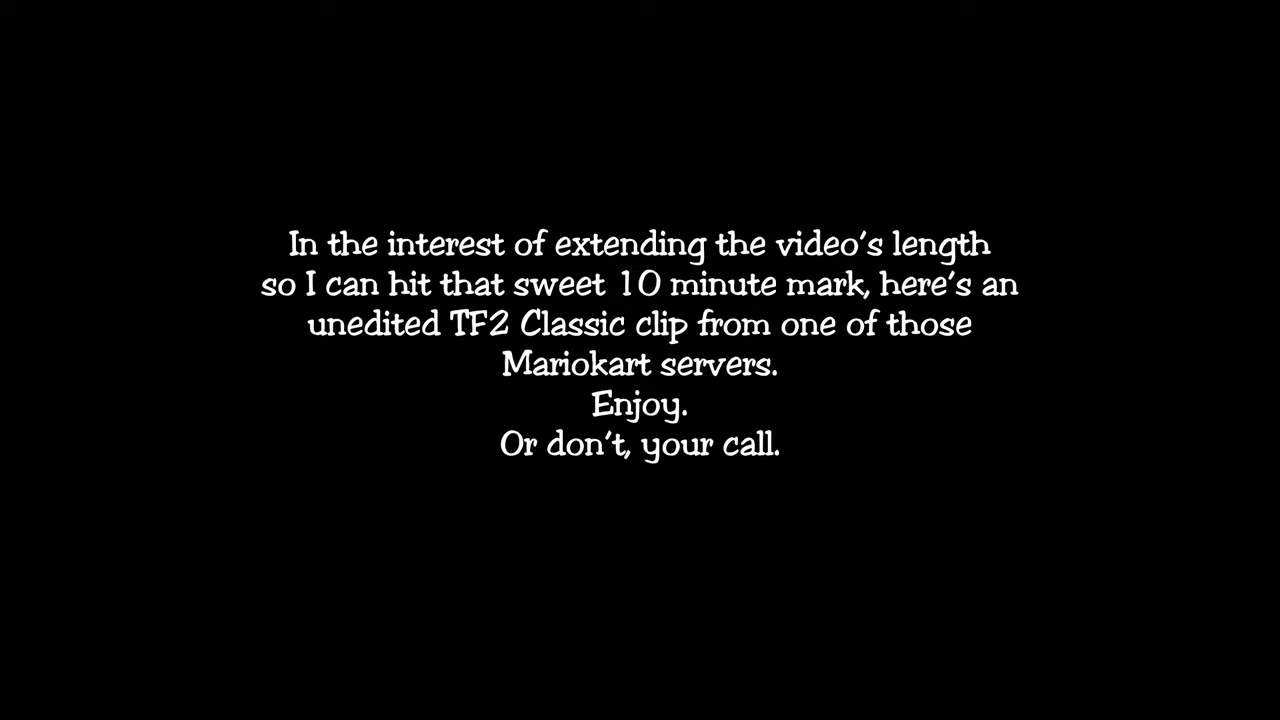 In the interest of extending the video's length
so I can hit that sweet 10 minute mark, here's an
unedited TF2 Classic clip from one of those
Mariokart servers.
Enjoy.
Or don't, your call.